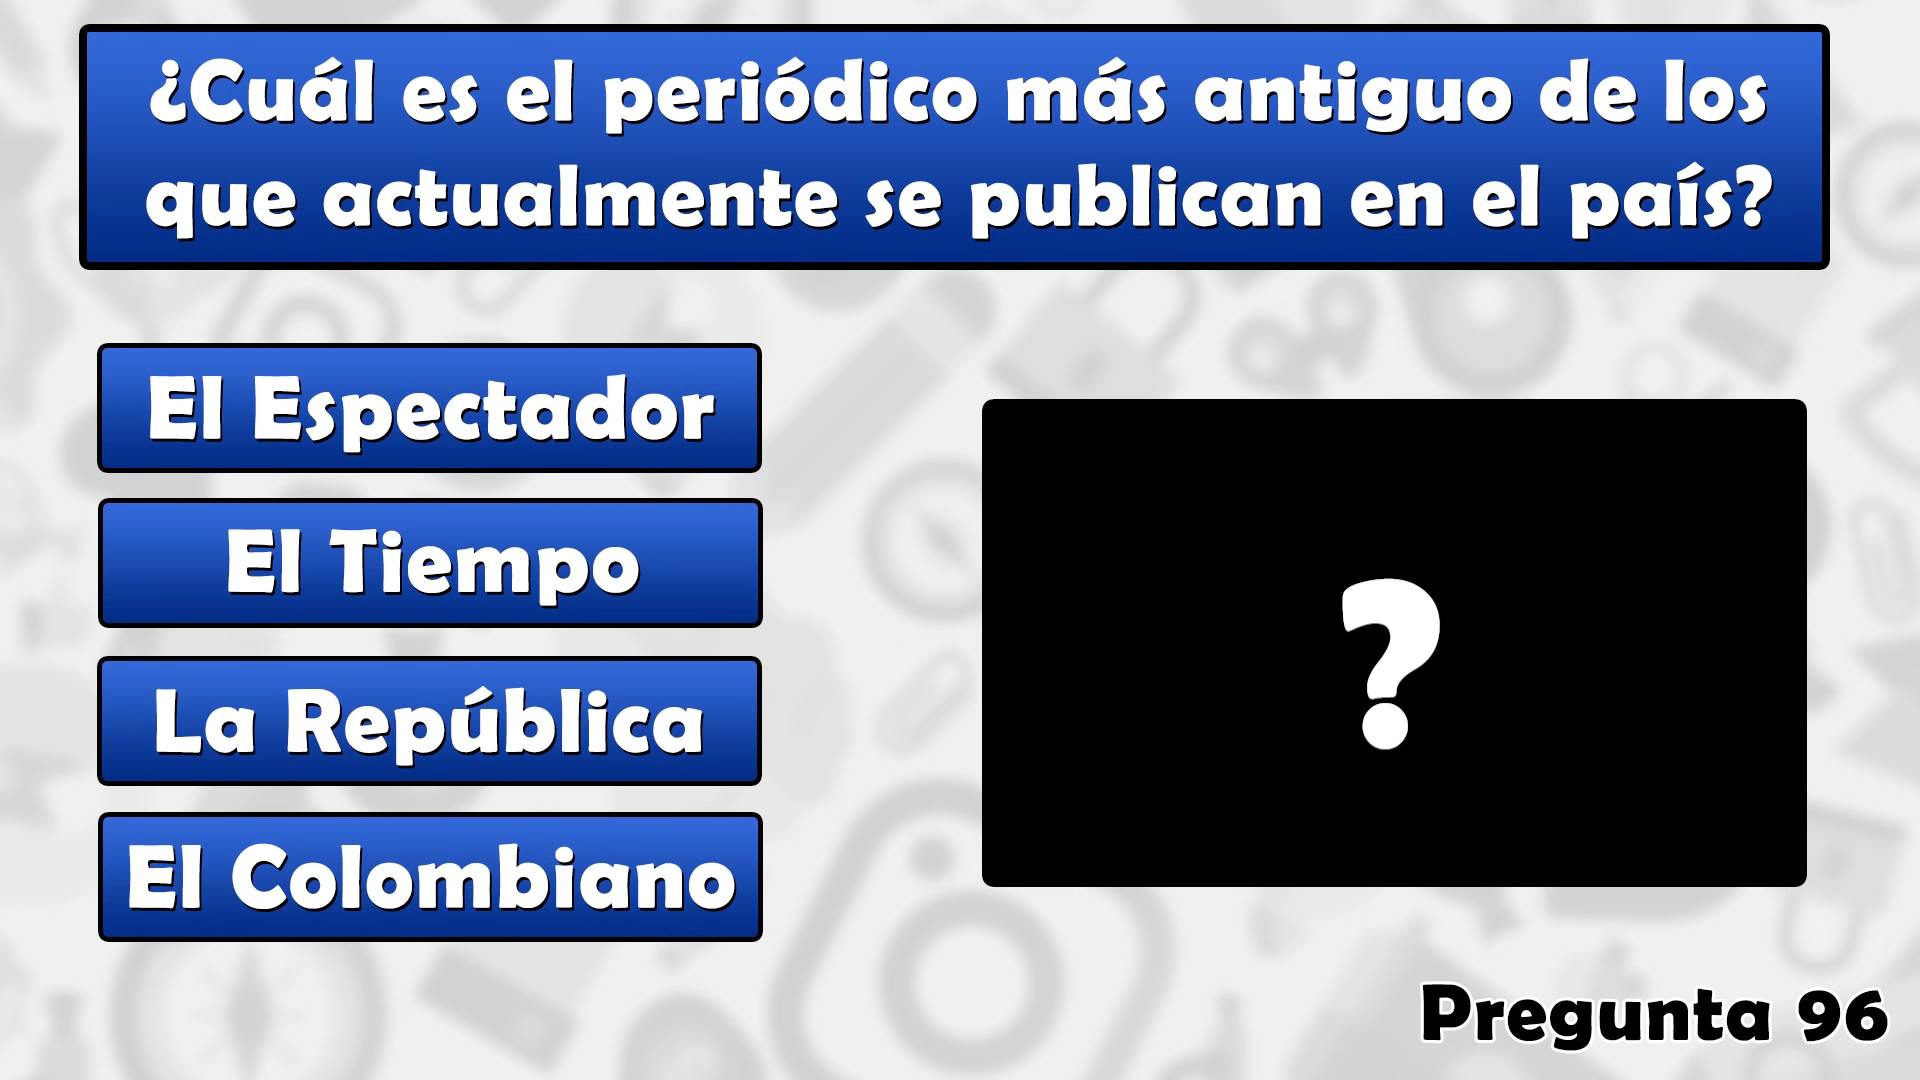 ¿Cuál es el periódico más antiguo de los
que actualmente se publican en el país?
El Espectador
El Tiempo
La República
El Colombiano
?
Pregunta 96